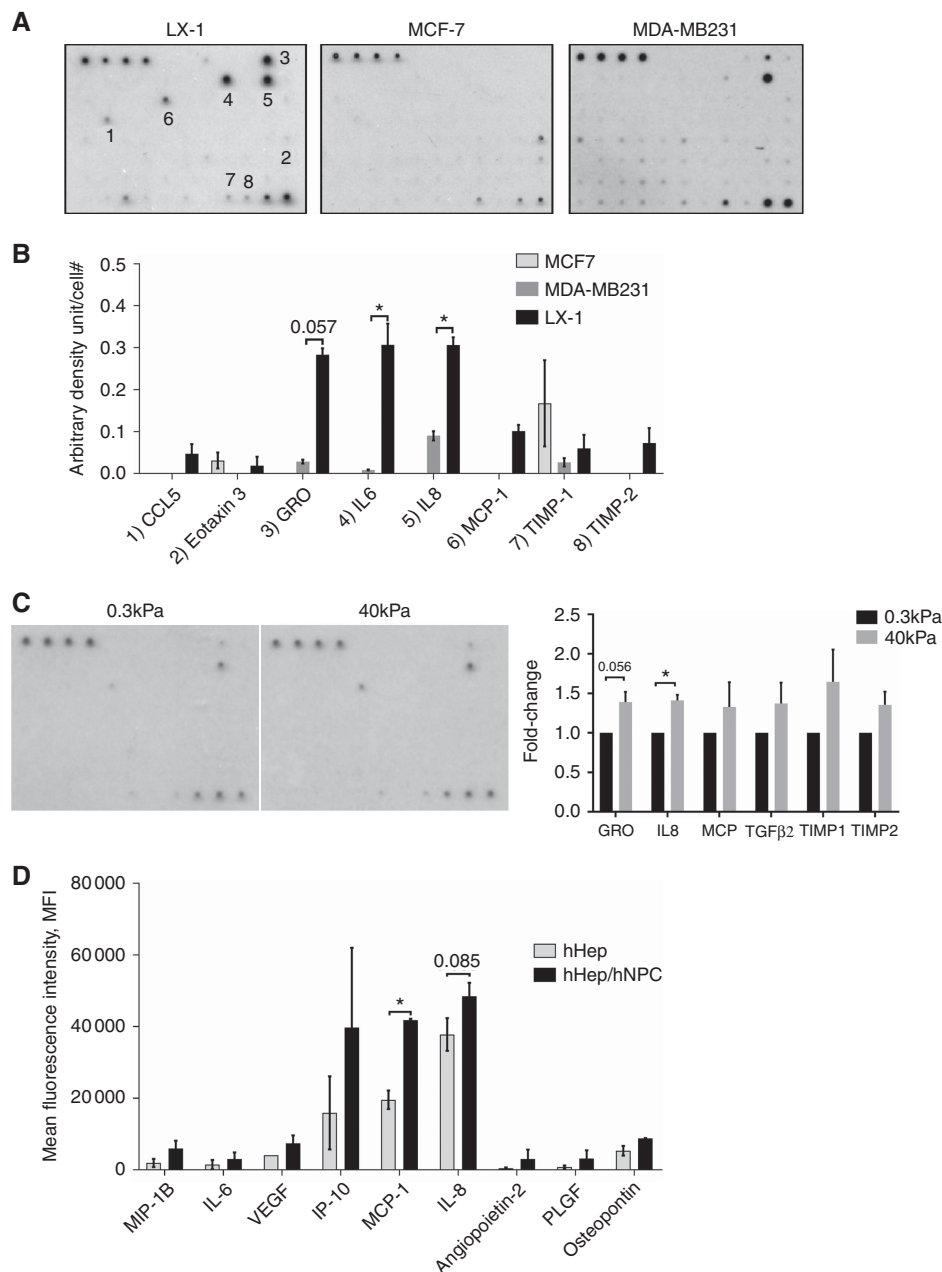 A
LX-1
MCF-7
MDA-MB231
3
4
5
6
1
2
7
8
B
Arbitrary density unit/cell#
0.5
0.4
0.3
0.2
0.1
0.0
MCF7
MDA-MB231
LX-1
0.057
*
*
1) CCL5
2) Eotaxin 3
3) GRO
4) IL6
5) IL8
6) MCP-1
7) TIMP-1
8) TIMP-2
C
0.3kPa
40kPa
Fold-change
2.5
2.0
1.5
1.0
0.5
0.0
0.3kPa
40kPa
0.056
*
GRO
IL8
MCP
TGFβ2
TIMP1
TIMP2
D
Mean fluorescence intensity, MFI
80 000
60 000
40 000
20 000
0
hHep
hHep/hNPC
*
0.085
MIP-1B
IL-6
VEGF
IP-10
MCP-1
IL-8
Angiopoietin-2
PLGF
Osteopontin